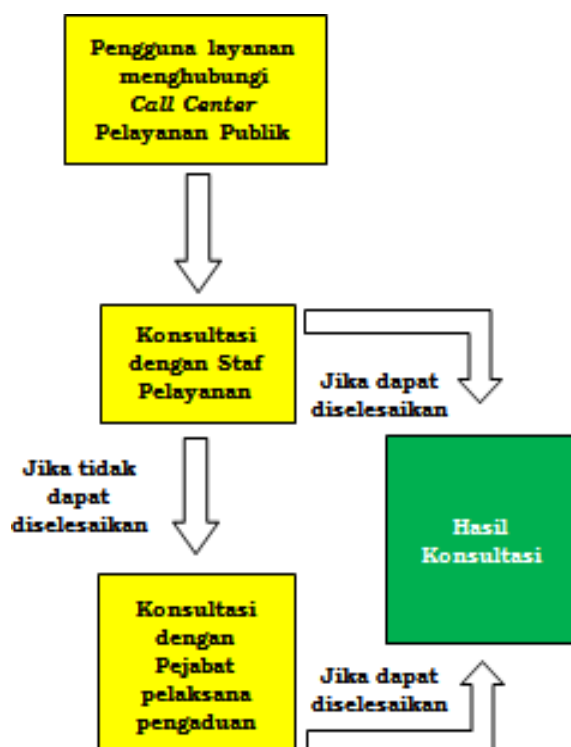 Pengguna layanan
menghubungi
Call Center
Pelayanan Publik
Konsultasi
dengan Staf
Pelayanan
Jika dapat
diselesaikan
Jika tidak
dapat
diselesaikan
Hasil
Konsultasi
Konsultasi
dengan
Pejabat
pelaksana
pengaduan
Jika dapat
diselesaikan